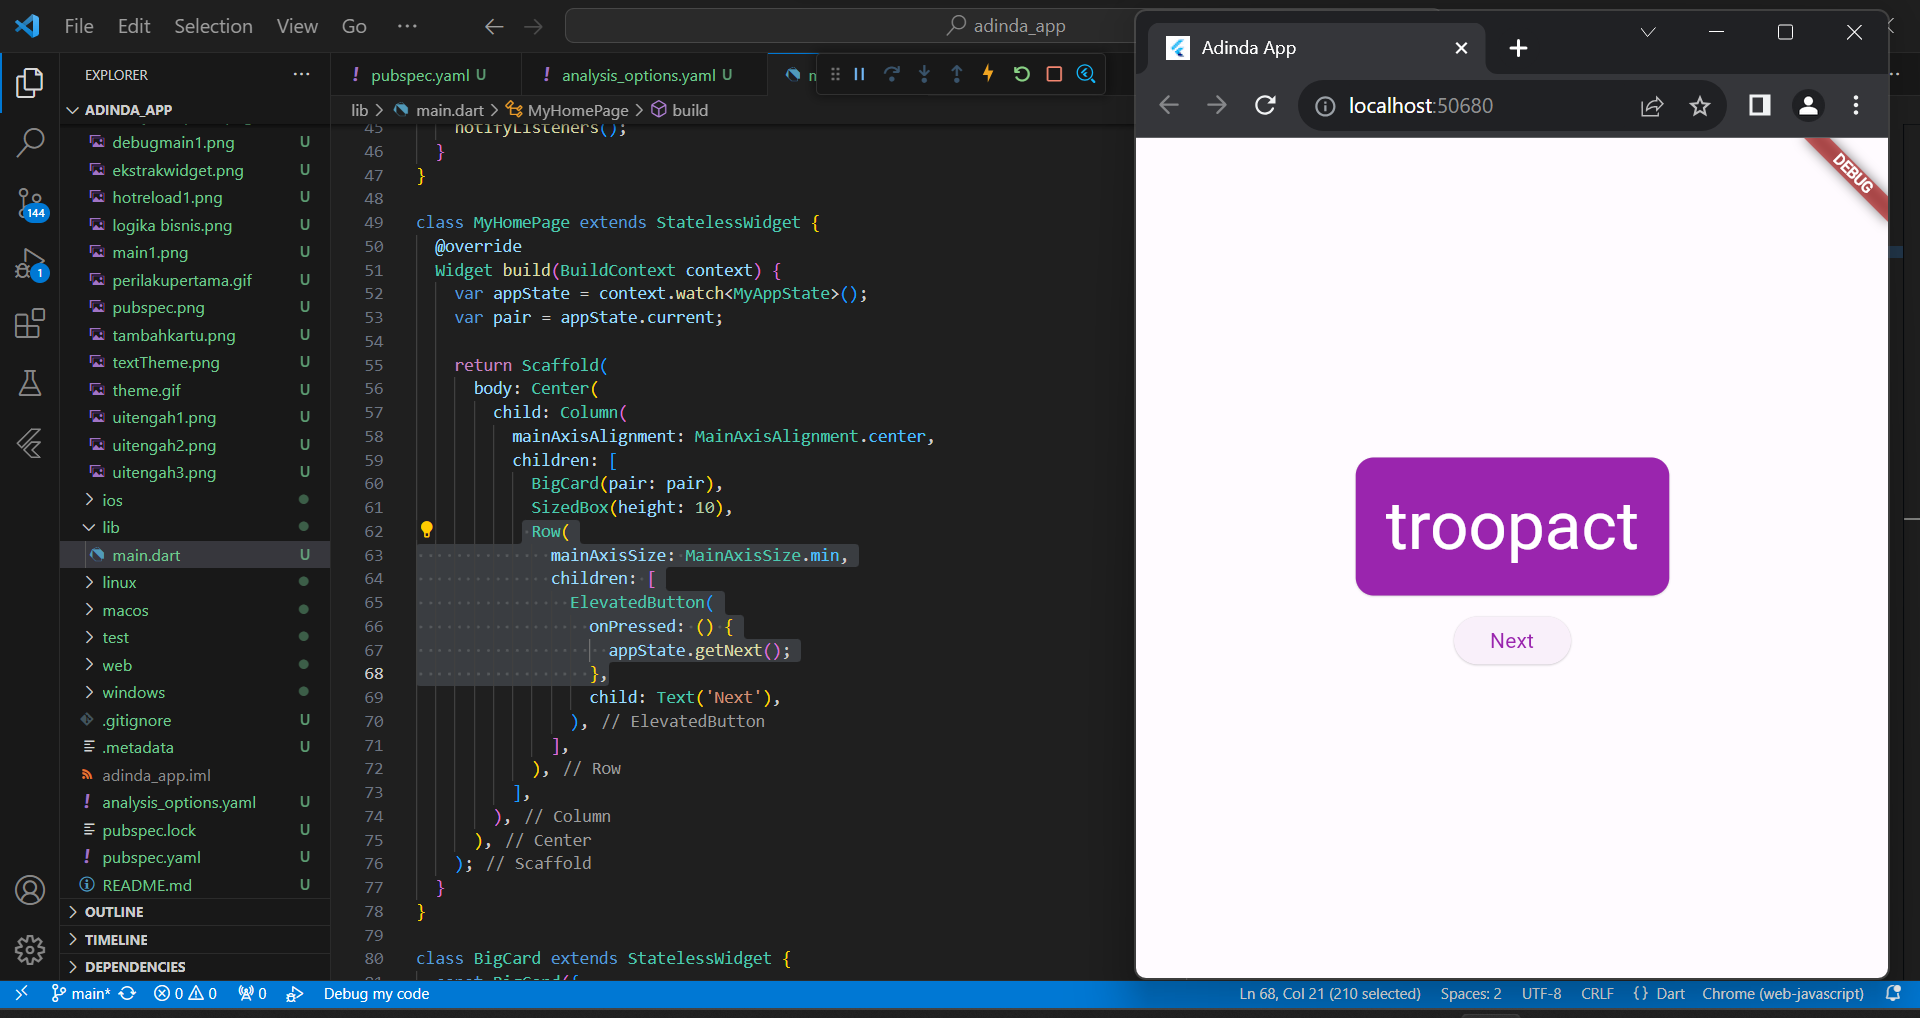 File Edit Selection View Go ··· adinda_app
EXPLORER ···
ADINDA_APP
debugmain1.png U
ekstrakwidget.png U
hotreload1.png U
logika bisnis.png U
main1.png U
perilakupertama.gif U
pubspec.png U
tambahkartu.png U
textTheme.png U
theme.gif U
uitengah1.png U
uitengah2.png U
uitengah3.png U
ios
lib
main.dart U
linux
macos
test
web
windows
.gitignore U
.metadata U
adinda_app.iml
analysis_options.yaml U
pubspec.lock U
pubspec.yaml U
README.md U
OUTLINE
TIMELINE
DEPENDENCIES
144
1
! pubspec.yaml U ! analysis_options.yaml U
lib > main.dart > MyHomePage > build
45 notifyListeners();
46 }
47 }
48
49 class MyHomePage extends StatelessWidget {
50 @override
51 Widget build(BuildContext context) {
52 var appState = context.watch<MyAppState>();
53 var pair = appState.current;
54
55 return Scaffold(
56 body: Center(
57 child: Column(
58 mainAxisAlignment: MainAxisAlignment.center,
59 children: [
60 BigCard(pair: pair),
61 SizedBox(height: 10),
62 Row(
63 mainAxisSize: MainAxisSize.min,
64 children: [
65 ElevatedButton(
66 onPressed: () {
67 appState.getNext();
68 },
69 child: Text('Next'),
70 ), // ElevatedButton
71 ],
72 ), // Row
73 ],
74 ), // Column
75 ), // Center
76 ); // Scaffold
77 }
78 }
79
80 class BigCard extends StatelessWidget {
Adinda App
localhost:50680
DEBUG
troopact
Next
main* 0 0 0 Debug my code Ln 68, Col 21 (210 selected) Spaces: 2 UTF-8 CRLF {} Dart Chrome (web-javascript)